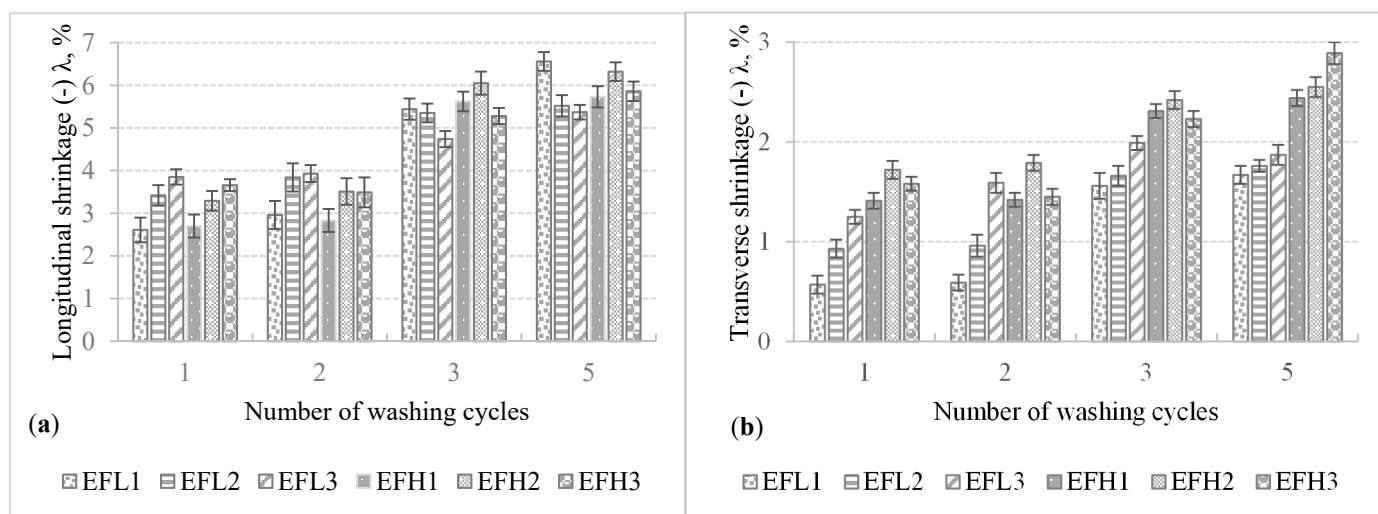 Longitudinal shrinkage (-) λ, %
7
6
5
4
3
2
1
0
1 2 3 5
Number of washing cycles
(a)
EFL1 EFL2 EFL3 EFH1 EFH2 EFH3
Transverse shrinkage (-) λ, %
3
2
1
0
1 2 3 5
Number of washing cycles
(b)
EFL1 EFL2 EFL3 EFH1 EFH2 EFH3